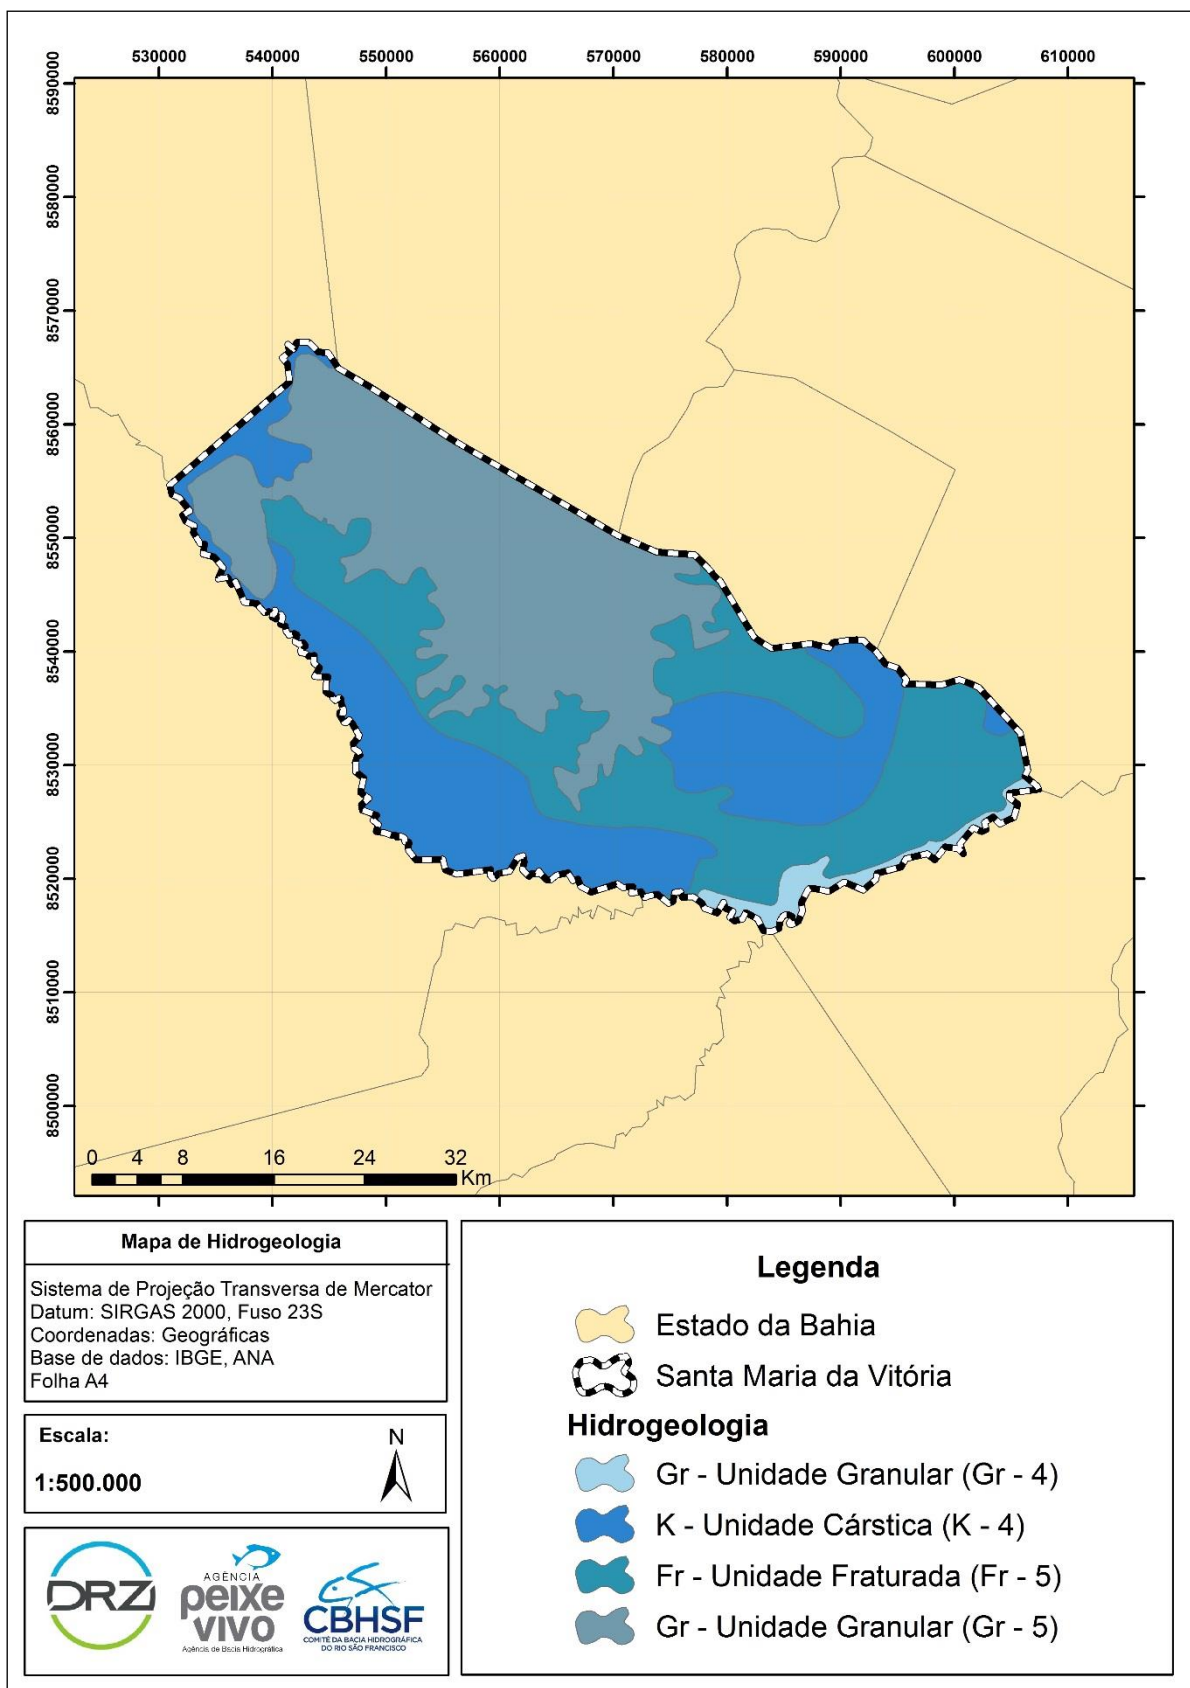 530000 540000 550000 560000 570000 580000 590000 600000 610000
8590000
8580000
8570000
8560000
8550000
8540000
8530000
8520000
8510000
8500000
0 4 8 16 24 32
Km
Mapa de Hidrogeologia
Sistema de Projeção Transversa de Mercator
Datum: SIRGAS 2000, Fuso 23S
Coordenadas: Geográficas
Base de dados: IBGE, ANA
Folha A4
Escala:
1:500.000
N
DRZ
AGÊNCIA
peixe
vivo
Agência de Bacia Hidrográfica
CBHSF
COMITÊ DA BACIA HIDROGRÁFICA
DO RIO SÃO FRANCISCO
Legenda
Estado da Bahia
Santa Maria da Vitória
Hidrogeologia
Gr - Unidade Granular (Gr - 4)
K - Unidade Cárstica (K - 4)
Fr - Unidade Fraturada (Fr - 5)
Gr - Unidade Granular (Gr - 5)